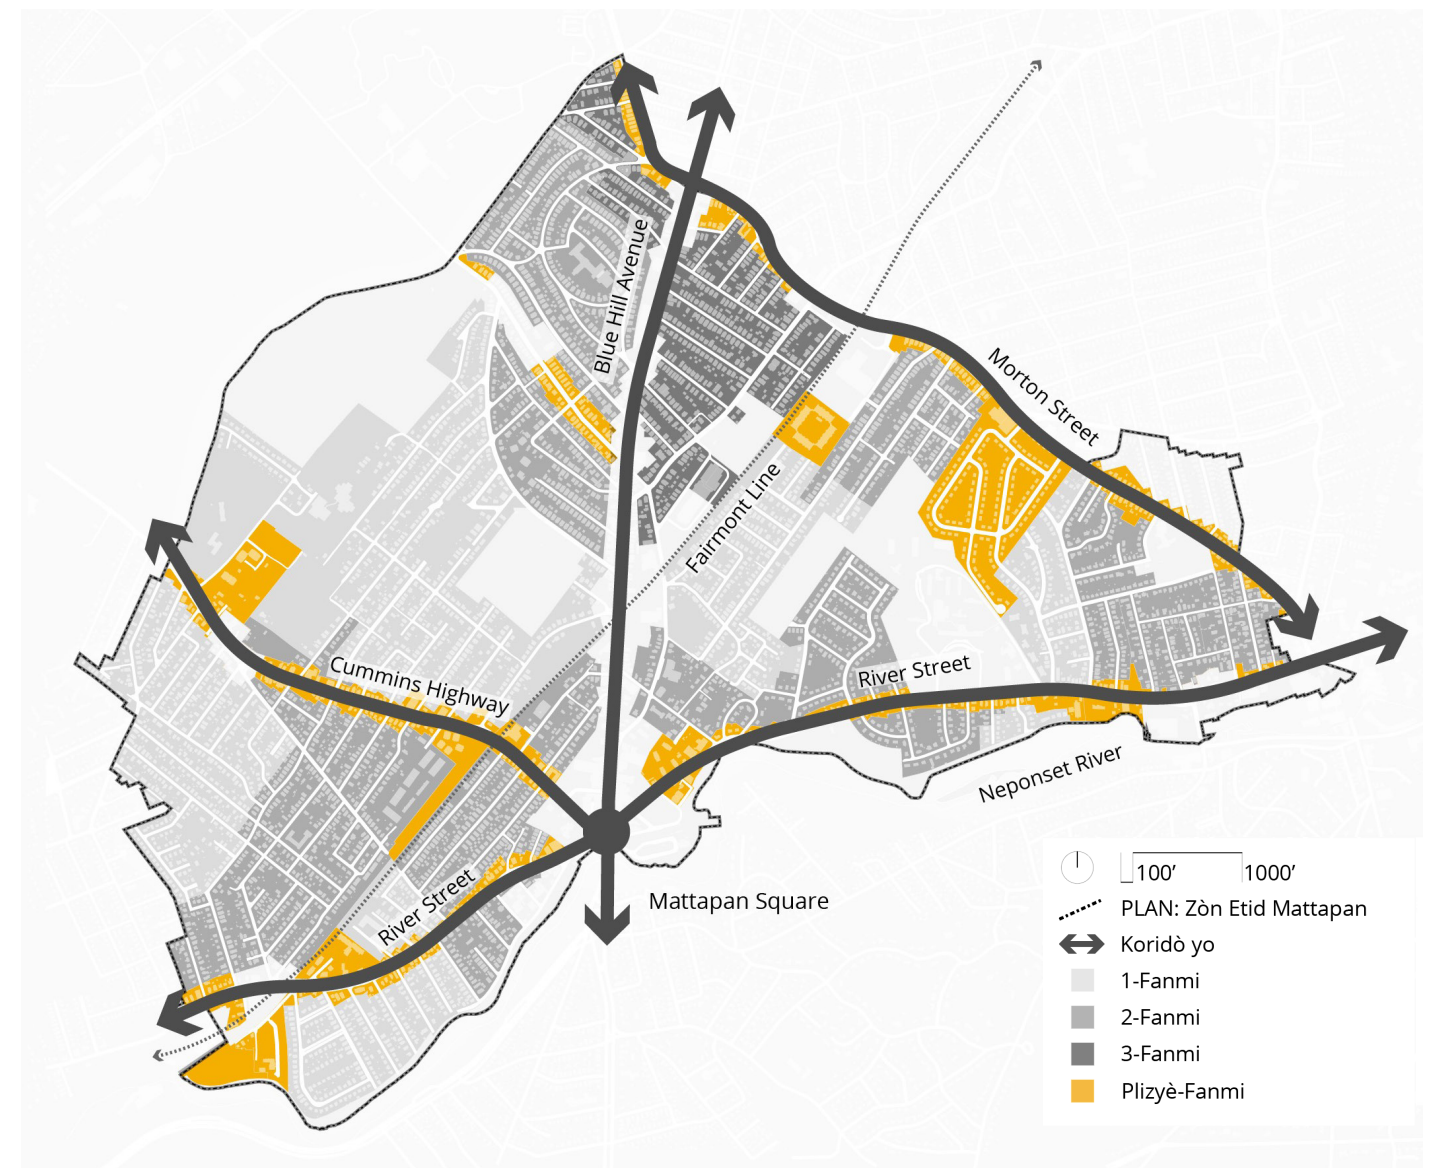 Blue Hill Avenue
Morton Street
Fairmont Line
Cummins Highway
River Street
Neponset River
River Street
Mattapan Square
100’ 1000’
PLAN: Zòn Etid Mattapan
Koridò yo
1-Fanmi
2-Fanmi
3-Fanmi
Plizyè-Fanmi